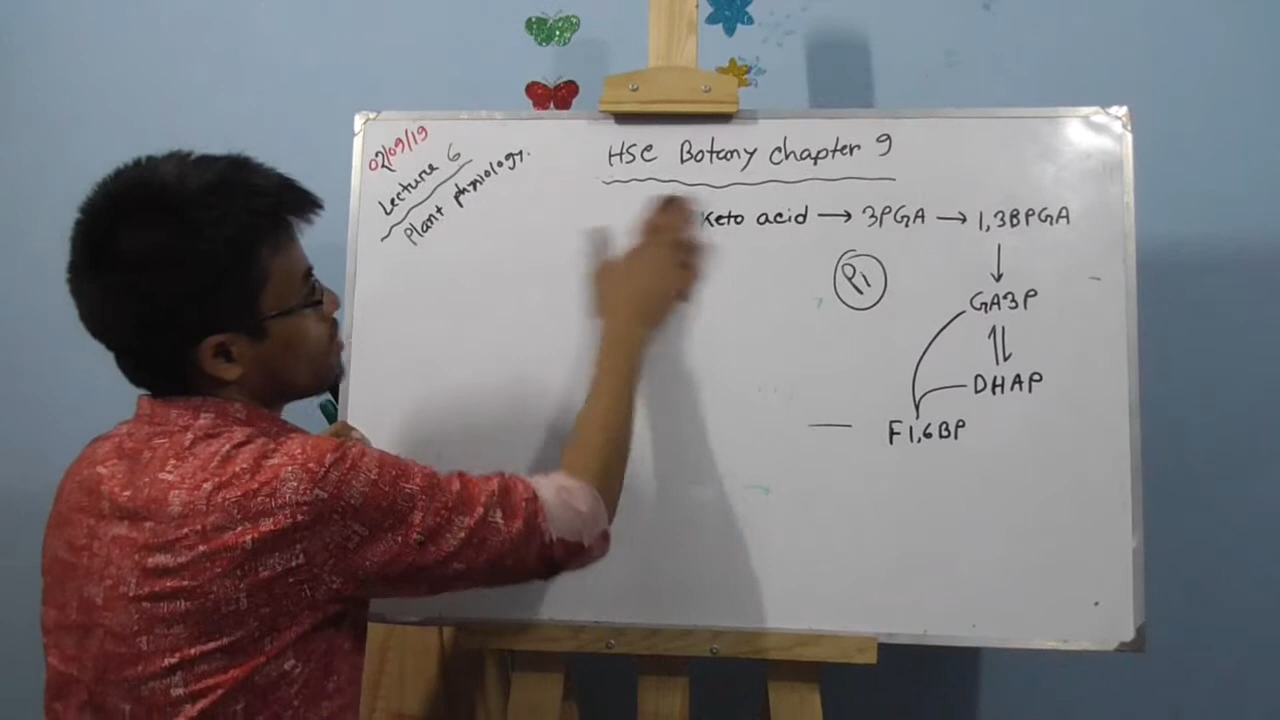 02/09/19
Lecture 6
Plant physiology.
HSC Botany chapter 9
Keto acid → 3PGA → 1,3BPGA
↓
P1
GA3P
⇅
DHAP
F1,6BP